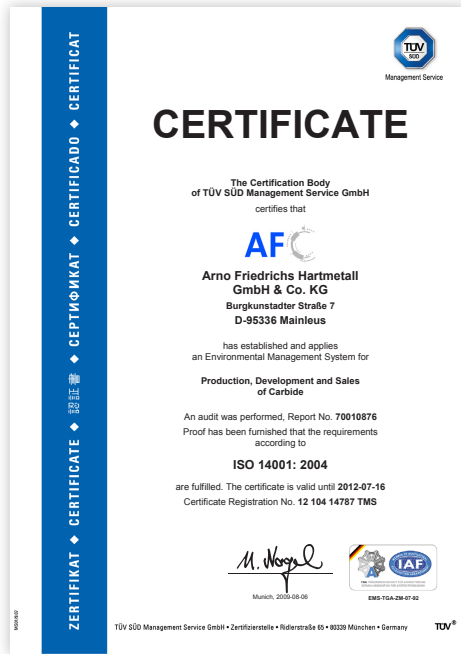 TÜV
SÜD
Management Service
CERTIFICATE
The Certification Body
of TÜV SÜD Management Service GmbH
certifies that
AFC
Arno Friedrichs Hartmetall
GmbH & Co. KG
Burgkunstadter Straße 7
D-95336 Mainleus
has established and applies
an Environmental Management System for
Production, Development and Sales
of Carbide
An audit was performed, Report No. 70010876
Proof has been furnished that the requirements
according to
ISO 14001: 2004
are fulfilled. The certificate is valid until 2012-07-16
Certificate Registration No. 12 104 14787 TMS
M. Nagel
Munich, 2009-08-06
IAF
EMS-TGA-ZM-07-92
TÜV SÜD Management Service GmbH • Zertifizierstelle • Ridlerstraße 65 • 80339 München • Germany
TÜV®
ZERTIFIKAT ◆ CERTIFICATE ◆ 認証書 ◆ СЕРТИФИКАТ ◆ CERTIFICADO ◆ CERTIFICAT